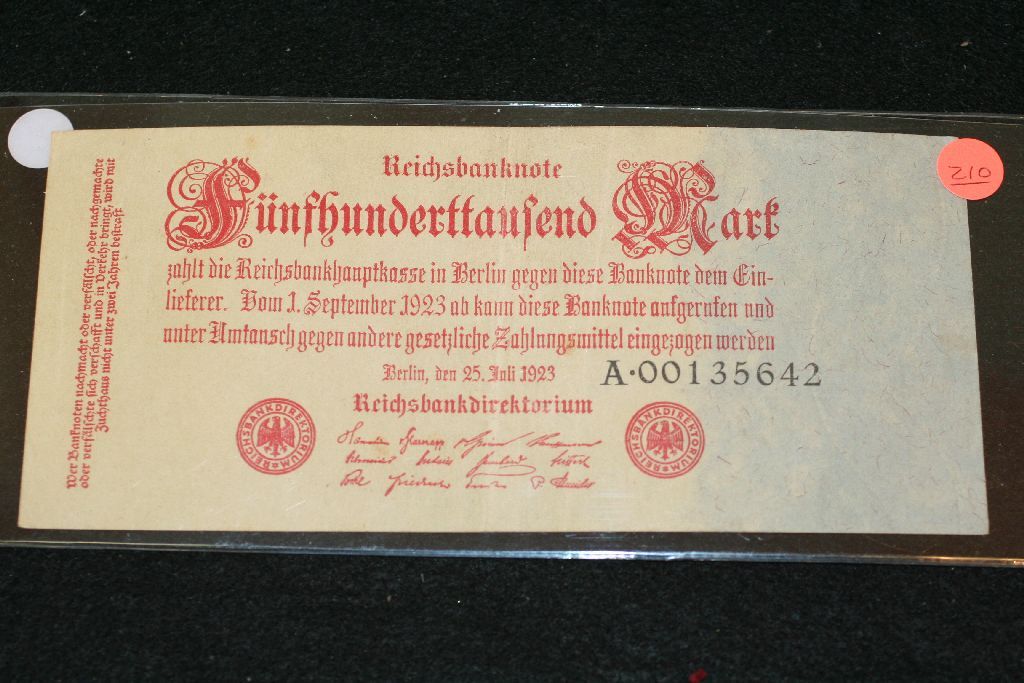 Reichsbanknote
Fünfhunderttausend Mark
zahlt die Reichsbankhauptkasse in Berlin gegen diese Banknote dem Ein-
lieferer. Vom 1. September 1923 ab kann diese Banknote aufgerufen und
unter Umtausch gegen andere gesetzliche Zahlungsmittel eingezogen werden
Berlin, den 25. Juli 1923
A·00135642
Reichsbankdirektorium
REICHSBANKDIREKTORIUM
REICHSBANKDIREKTORIUM
Wer Banknoten nachmacht oder verfälscht, oder nachgemachte
oder verfälschte sich verschafft und in Verkehr bringt, wird mit
Zuchthaus nicht unter zwei Jahren bestraft
210